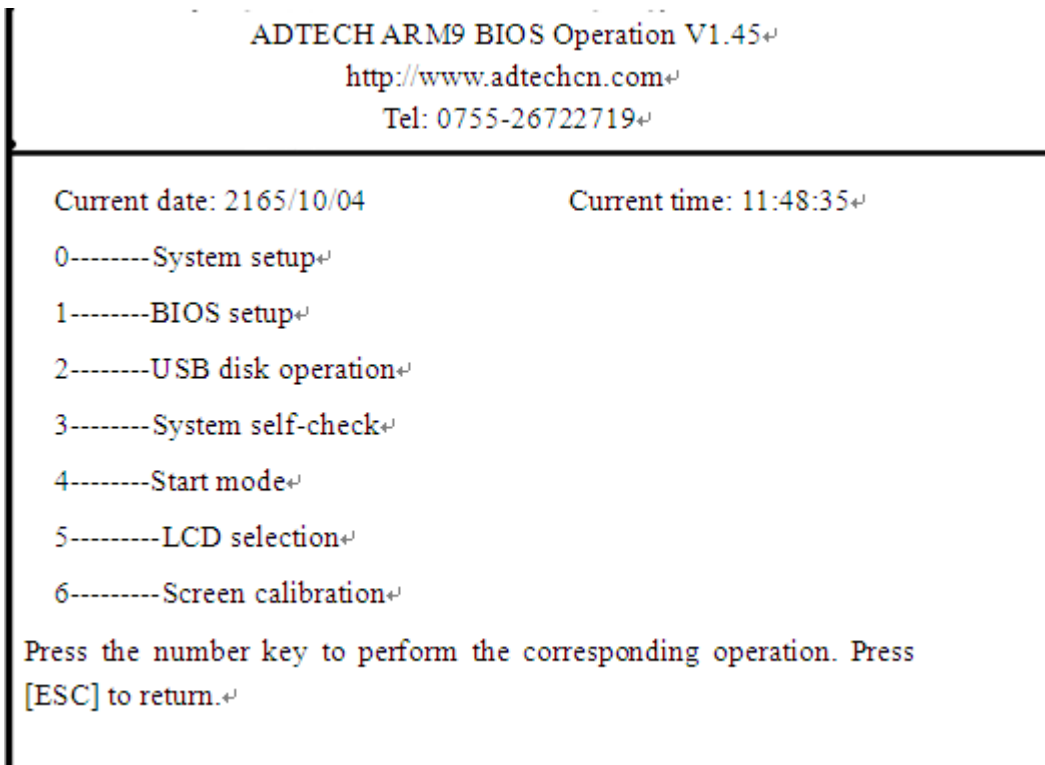 ADTECH ARM9 BIOS Operation V1.45↵
http://www.adtechcn.com↵
Tel: 0755-26722719↵
Current date: 2165/10/04 Current time: 11:48:35↵
0--------System setup↵
1--------BIOS setup↵
2--------USB disk operation↵
3--------System self-check↵
4--------Start mode↵
5---------LCD selection↵
6---------Screen calibration↵
Press the number key to perform the corresponding operation. Press
[ESC] to return.↵